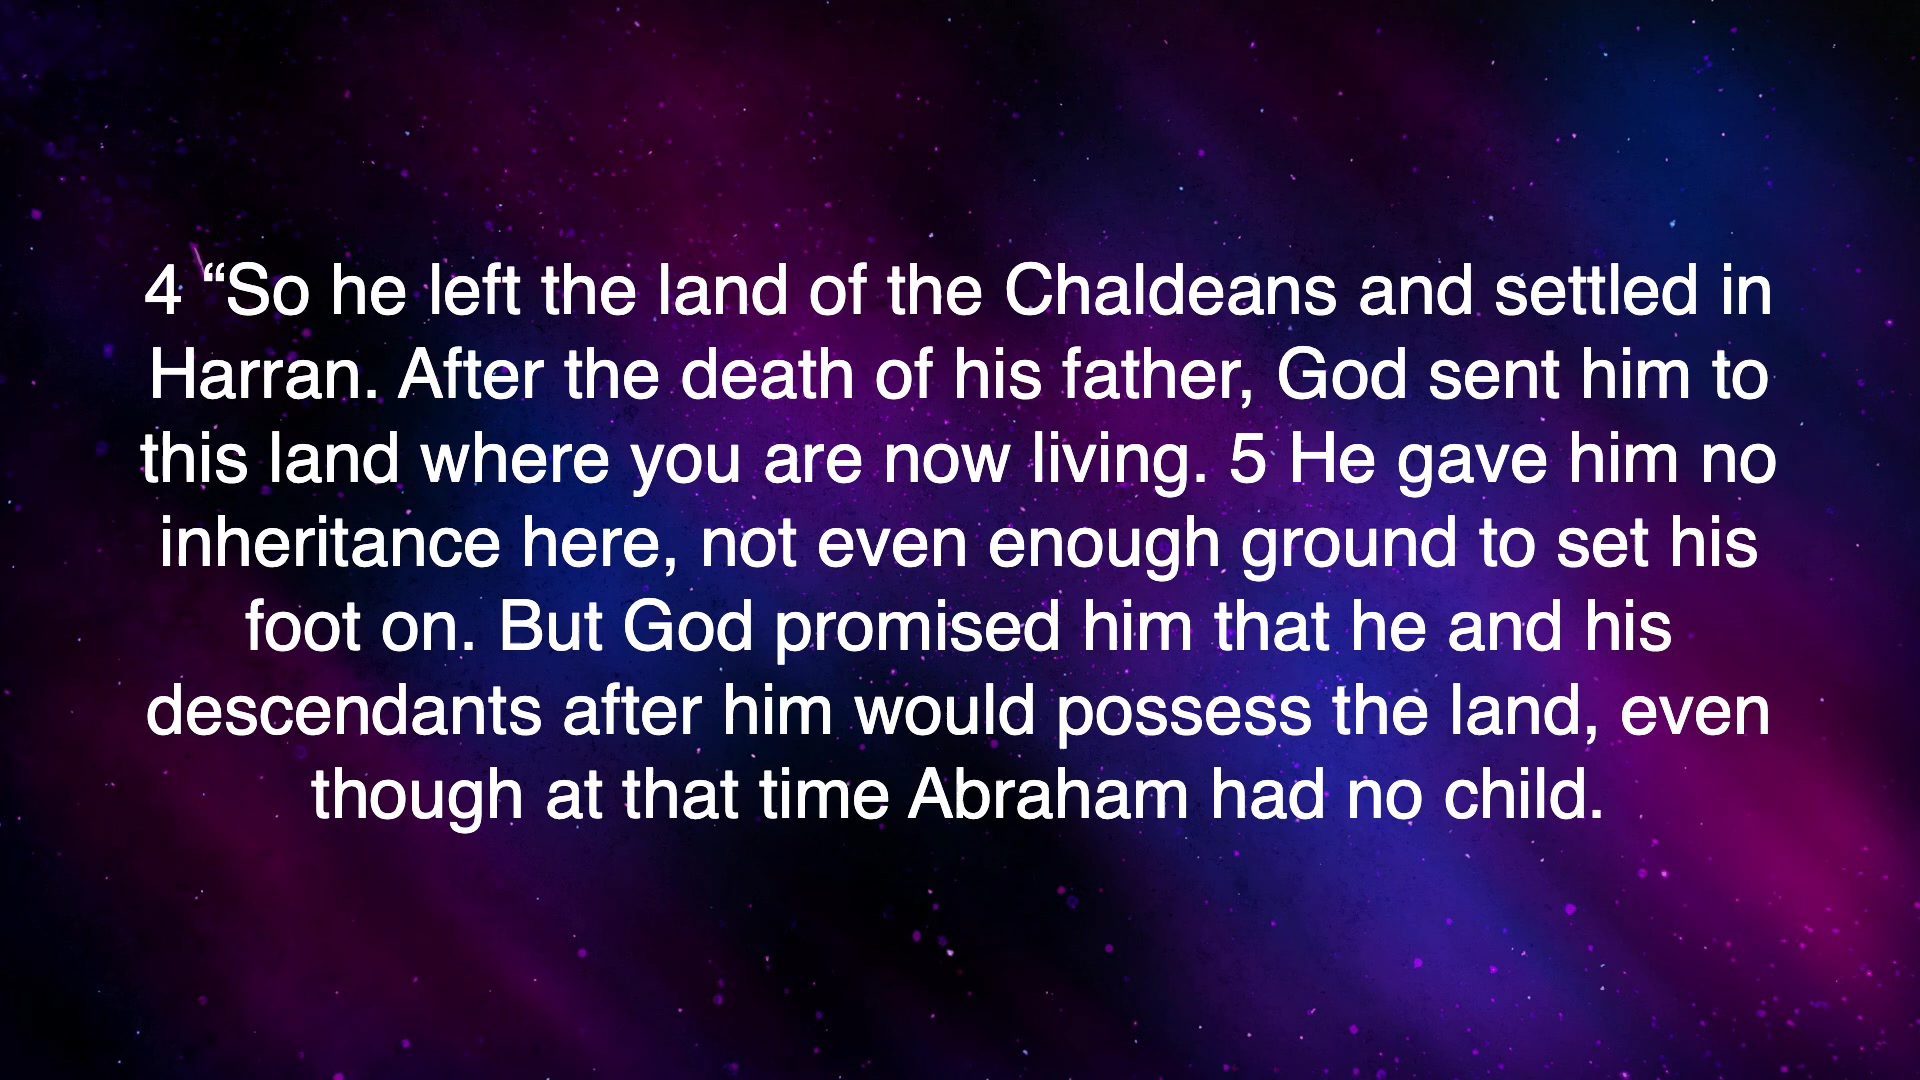 4 “So he left the land of the Chaldeans and settled in
Harran. After the death of his father, God sent him to
this land where you are now living. 5 He gave him no
inheritance here, not even enough ground to set his
foot on. But God promised him that he and his
descendants after him would possess the land, even
though at that time Abraham had no child.